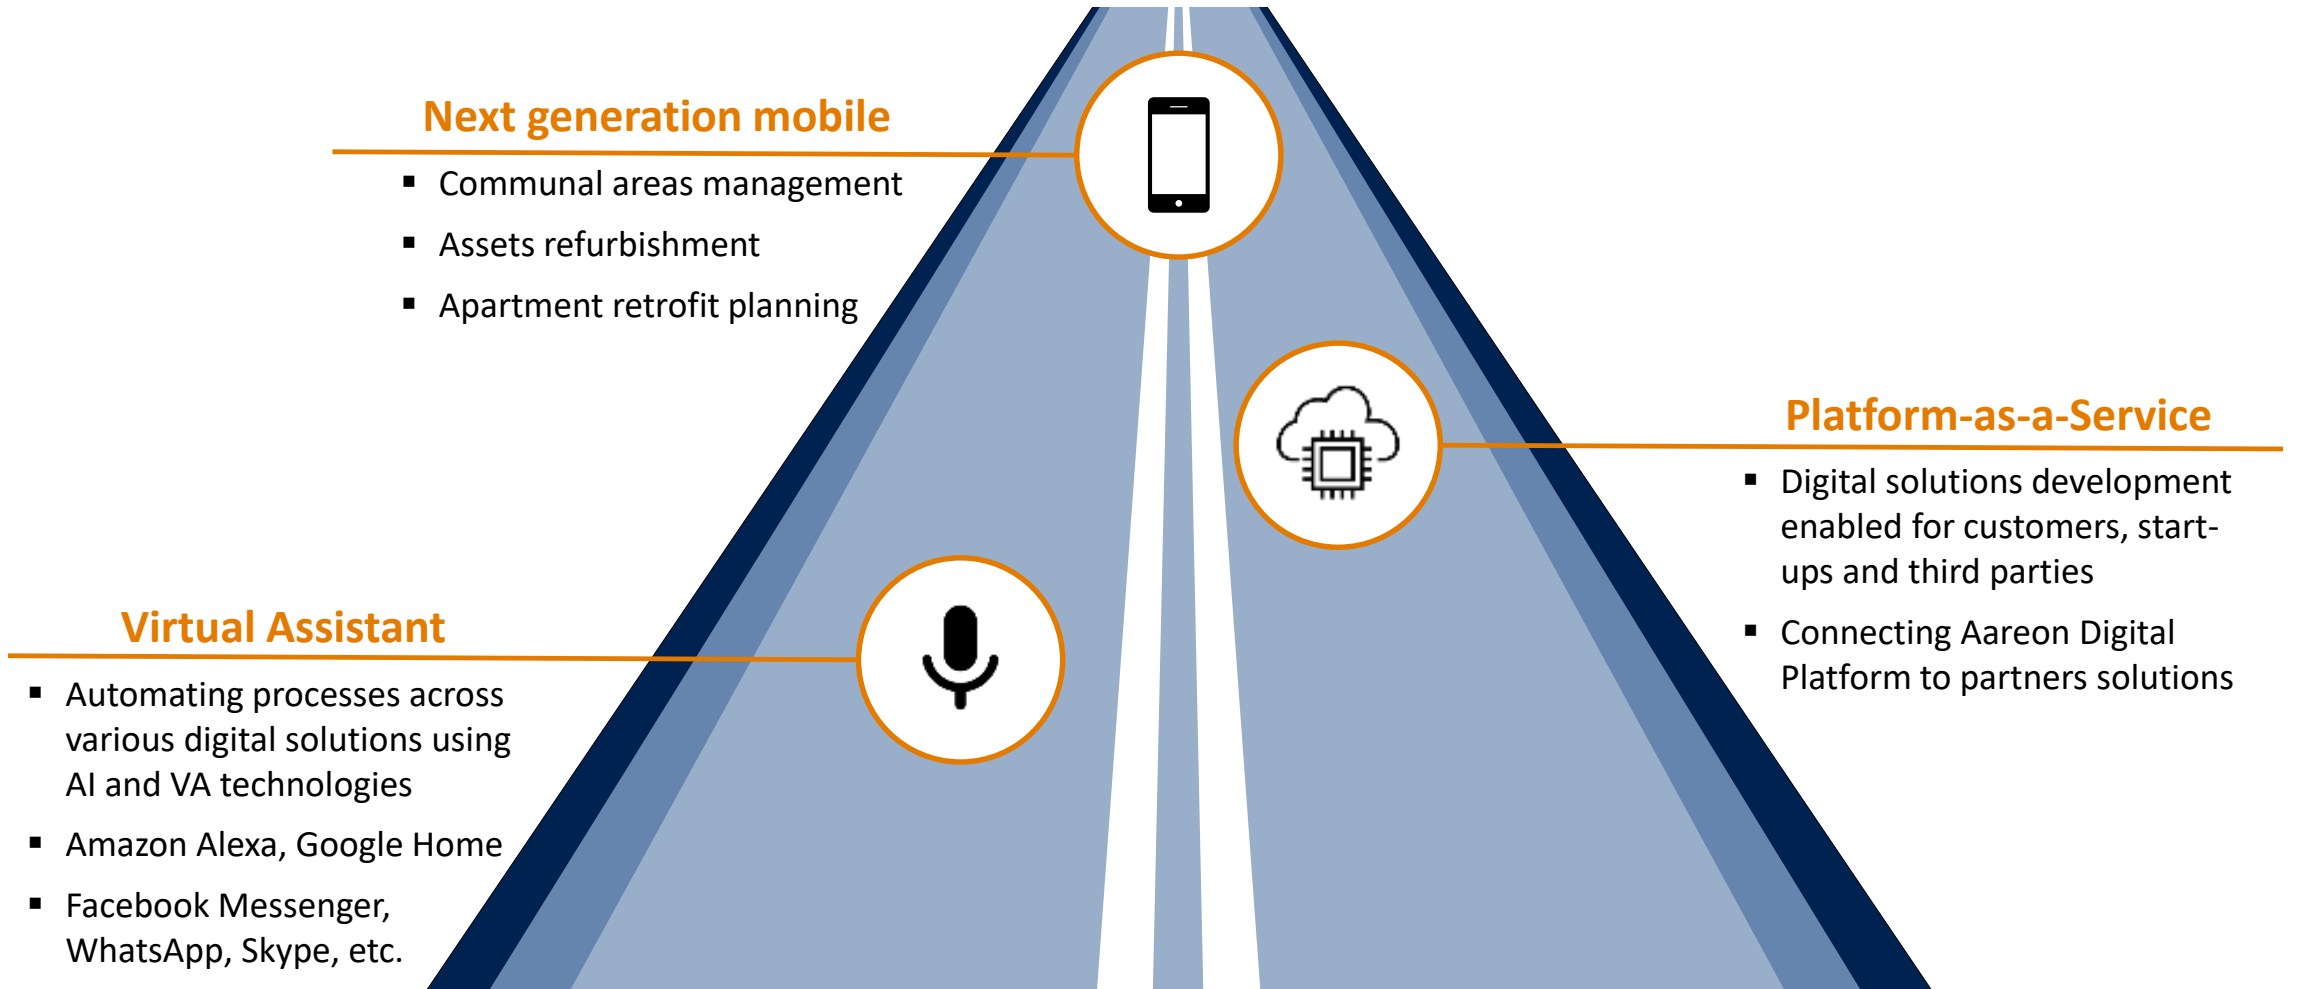 Next generation mobile
▪ Communal areas management
▪ Assets refurbishment
▪ Apartment retrofit planning
Platform-as-a-Service
▪ Digital solutions development
enabled for customers, start-
ups and third parties
▪ Connecting Aareon Digital
Platform to partners solutions
Virtual Assistant
▪ Automating processes across
various digital solutions using
AI and VA technologies
▪ Amazon Alexa, Google Home
▪ Facebook Messenger,
WhatsApp, Skype, etc.